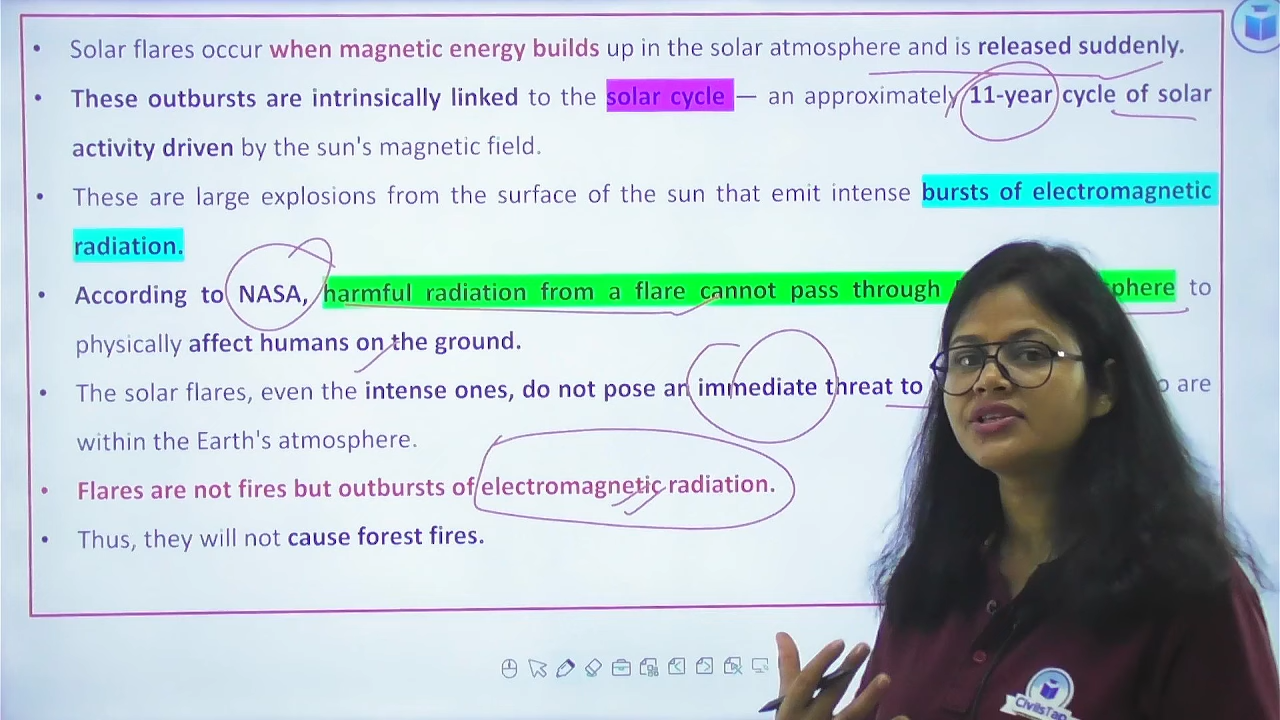 • Solar flares occur when magnetic energy builds up in the solar atmosphere and is released suddenly.
• These outbursts are intrinsically linked to the solar cycle — an approximately 11-year cycle of solar
activity driven by the sun's magnetic field.
• These are large explosions from the surface of the sun that emit intense bursts of electromagnetic
radiation.
• According to NASA, harmful radiation from a flare cannot pass through sphere to
physically affect humans on the ground.
• The solar flares, even the intense ones, do not pose an immediate threat to are
within the Earth's atmosphere.
• Flares are not fires but outbursts of electromagnetic radiation.
• Thus, they will not cause forest fires.
CivilsTap